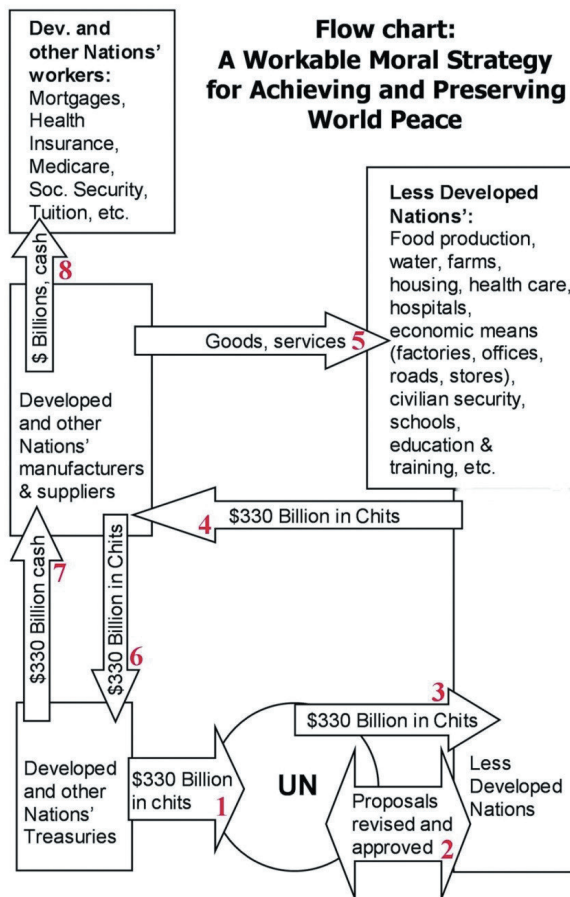 Flow chart:
A Workable Moral Strategy
for Achieving and Preserving
World Peace
Dev. and
other Nations'
workers:
Mortgages,
Health
Insurance,
Medicare,
Soc. Security,
Tuition, etc.
Less Developed
Nations':
Food production,
water, farms,
housing, health care,
hospitals,
economic means
(factories, offices,
roads, stores),
civilian security,
schools,
education &
training, etc.
$ Billions, cash
8
Goods, services 5
Developed
and other
Nations'
manufacturers
& suppliers
4 $330 Billion in Chits
$330 Billion cash
7
$330 Billion in Chits
6
3
$330 Billion in Chits
Developed
and other
Nations'
Treasuries
$330 Billion
in chits 1
UN
Proposals
revised and
approved 2
Less
Developed
Nations